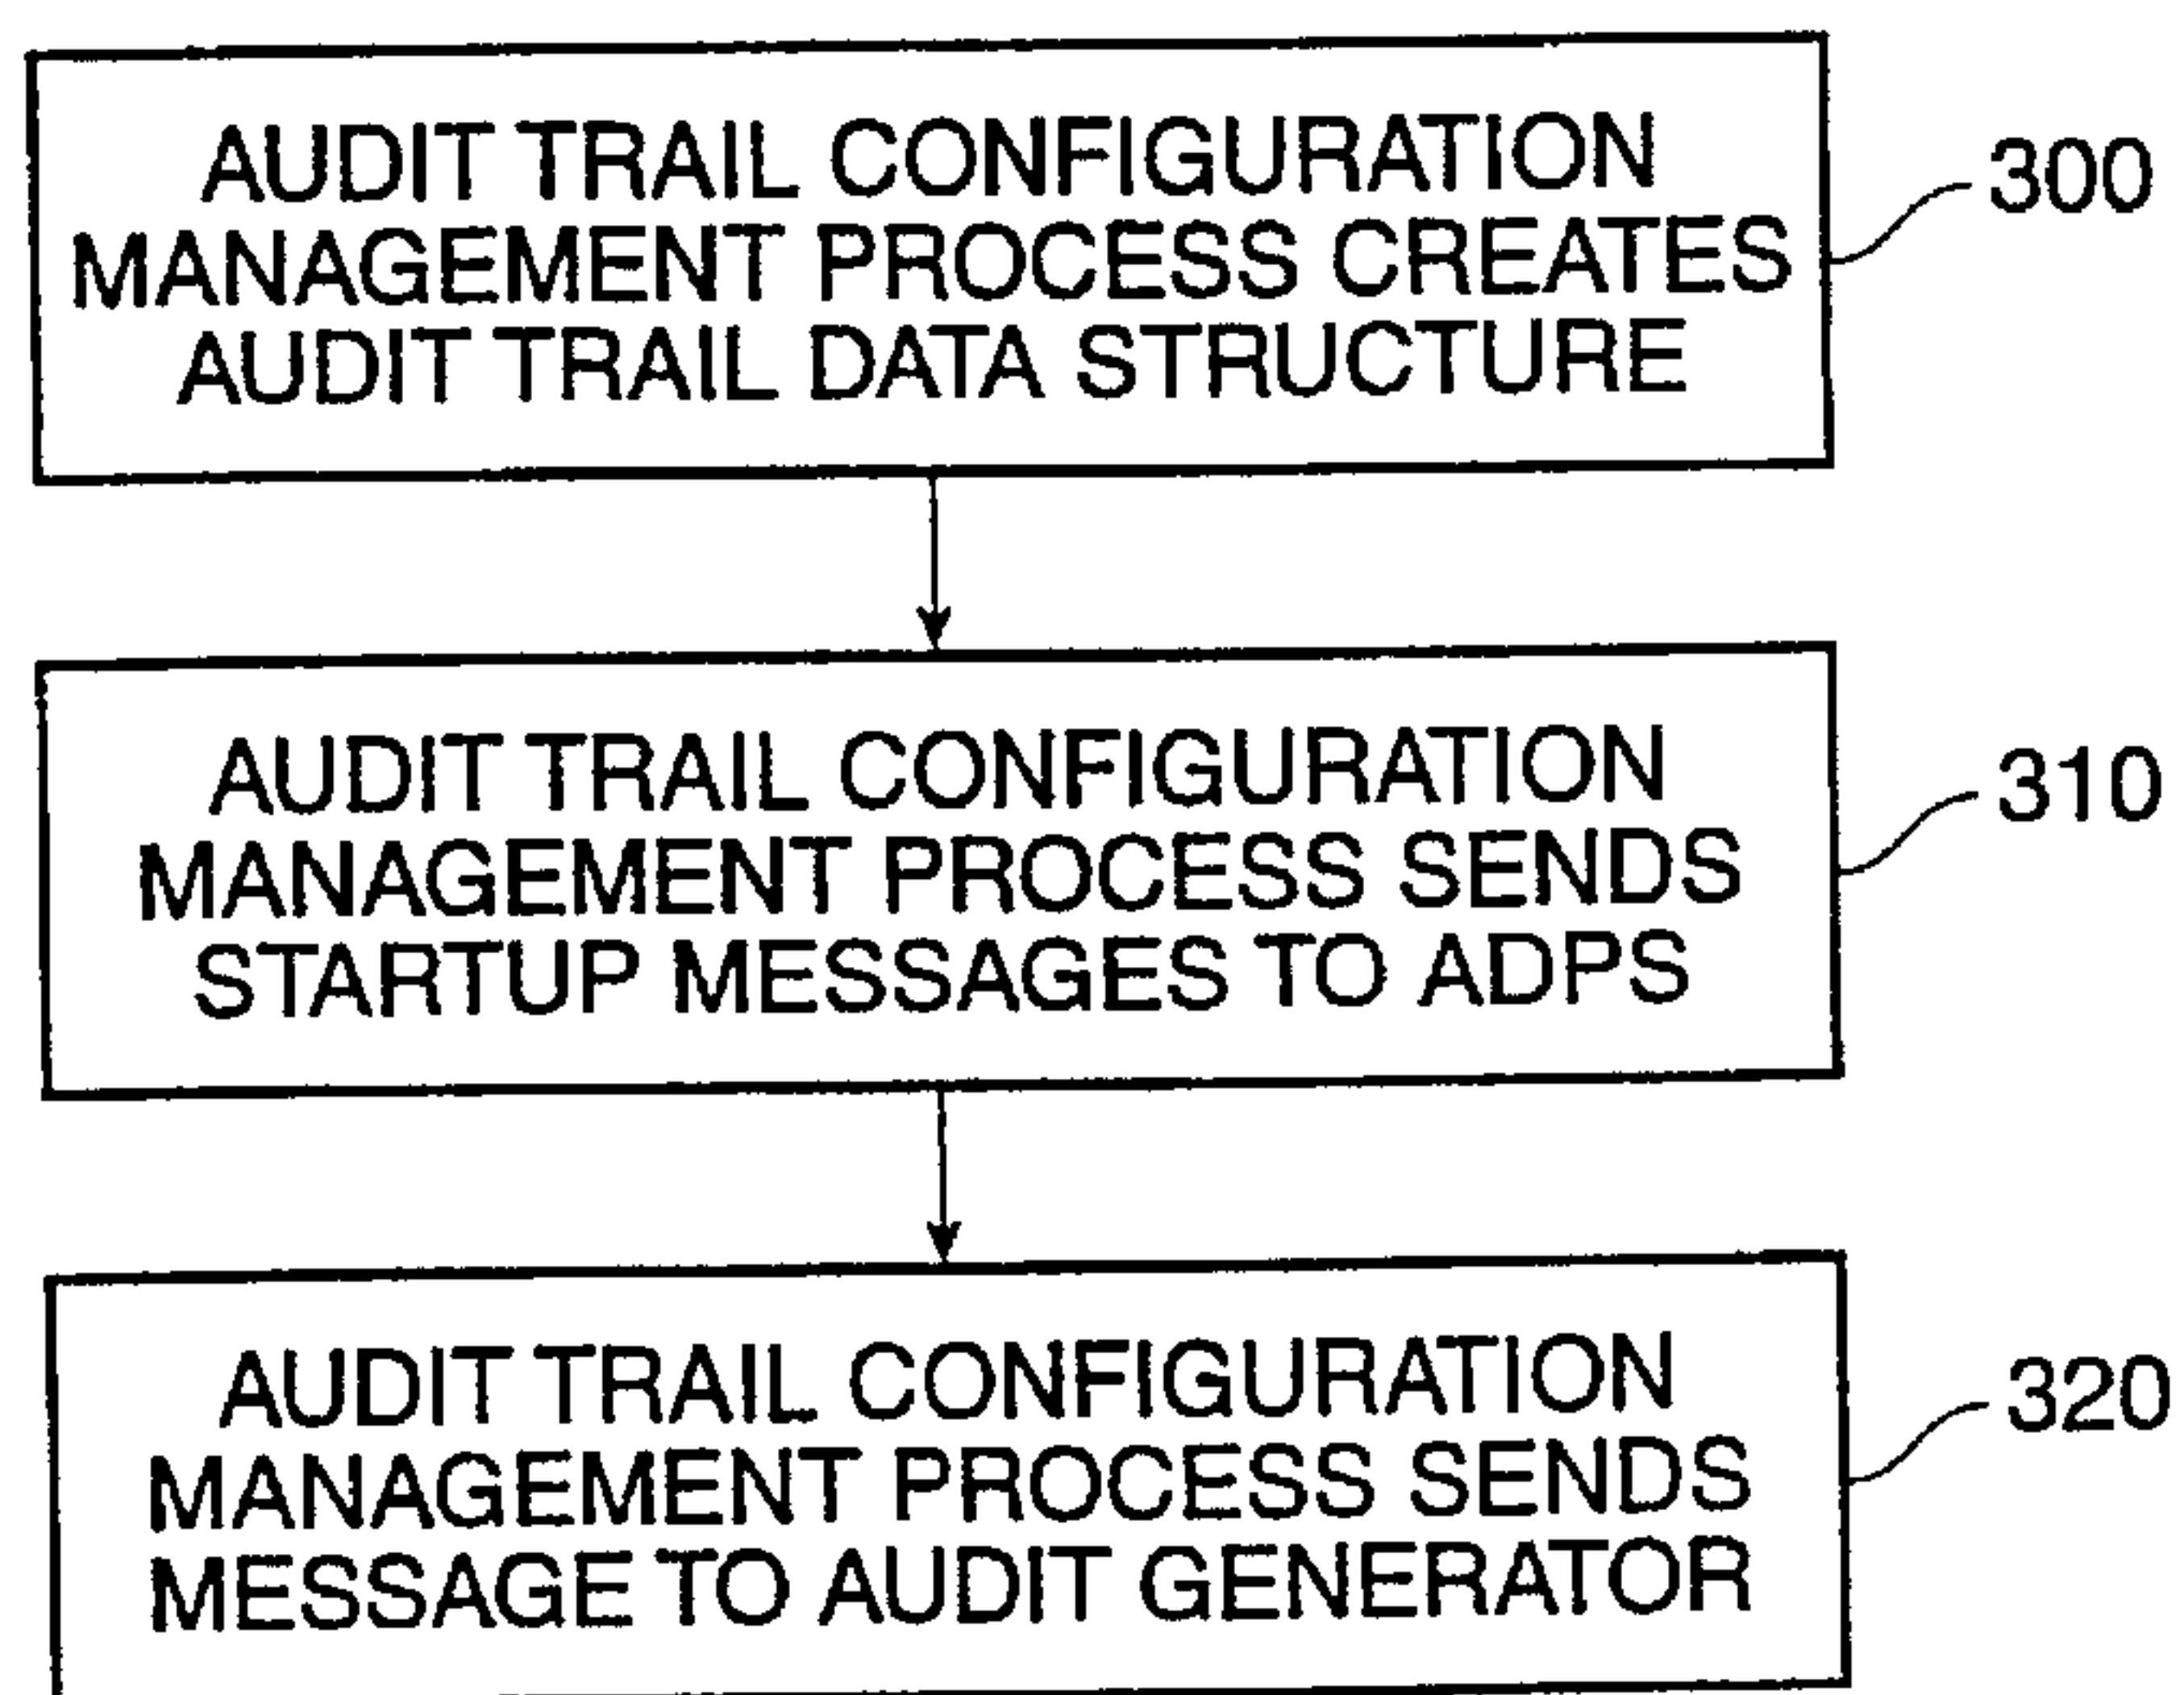 AUDIT TRAIL CONFIGURATION
MANAGEMENT PROCESS CREATES
AUDIT TRAIL DATA STRUCTURE
300
AUDIT TRAIL CONFIGURATION
MANAGEMENT PROCESS SENDS
STARTUP MESSAGES TO ADPS
310
AUDIT TRAIL CONFIGURATION
MANAGEMENT PROCESS SENDS
MESSAGE TO AUDIT GENERATOR
320